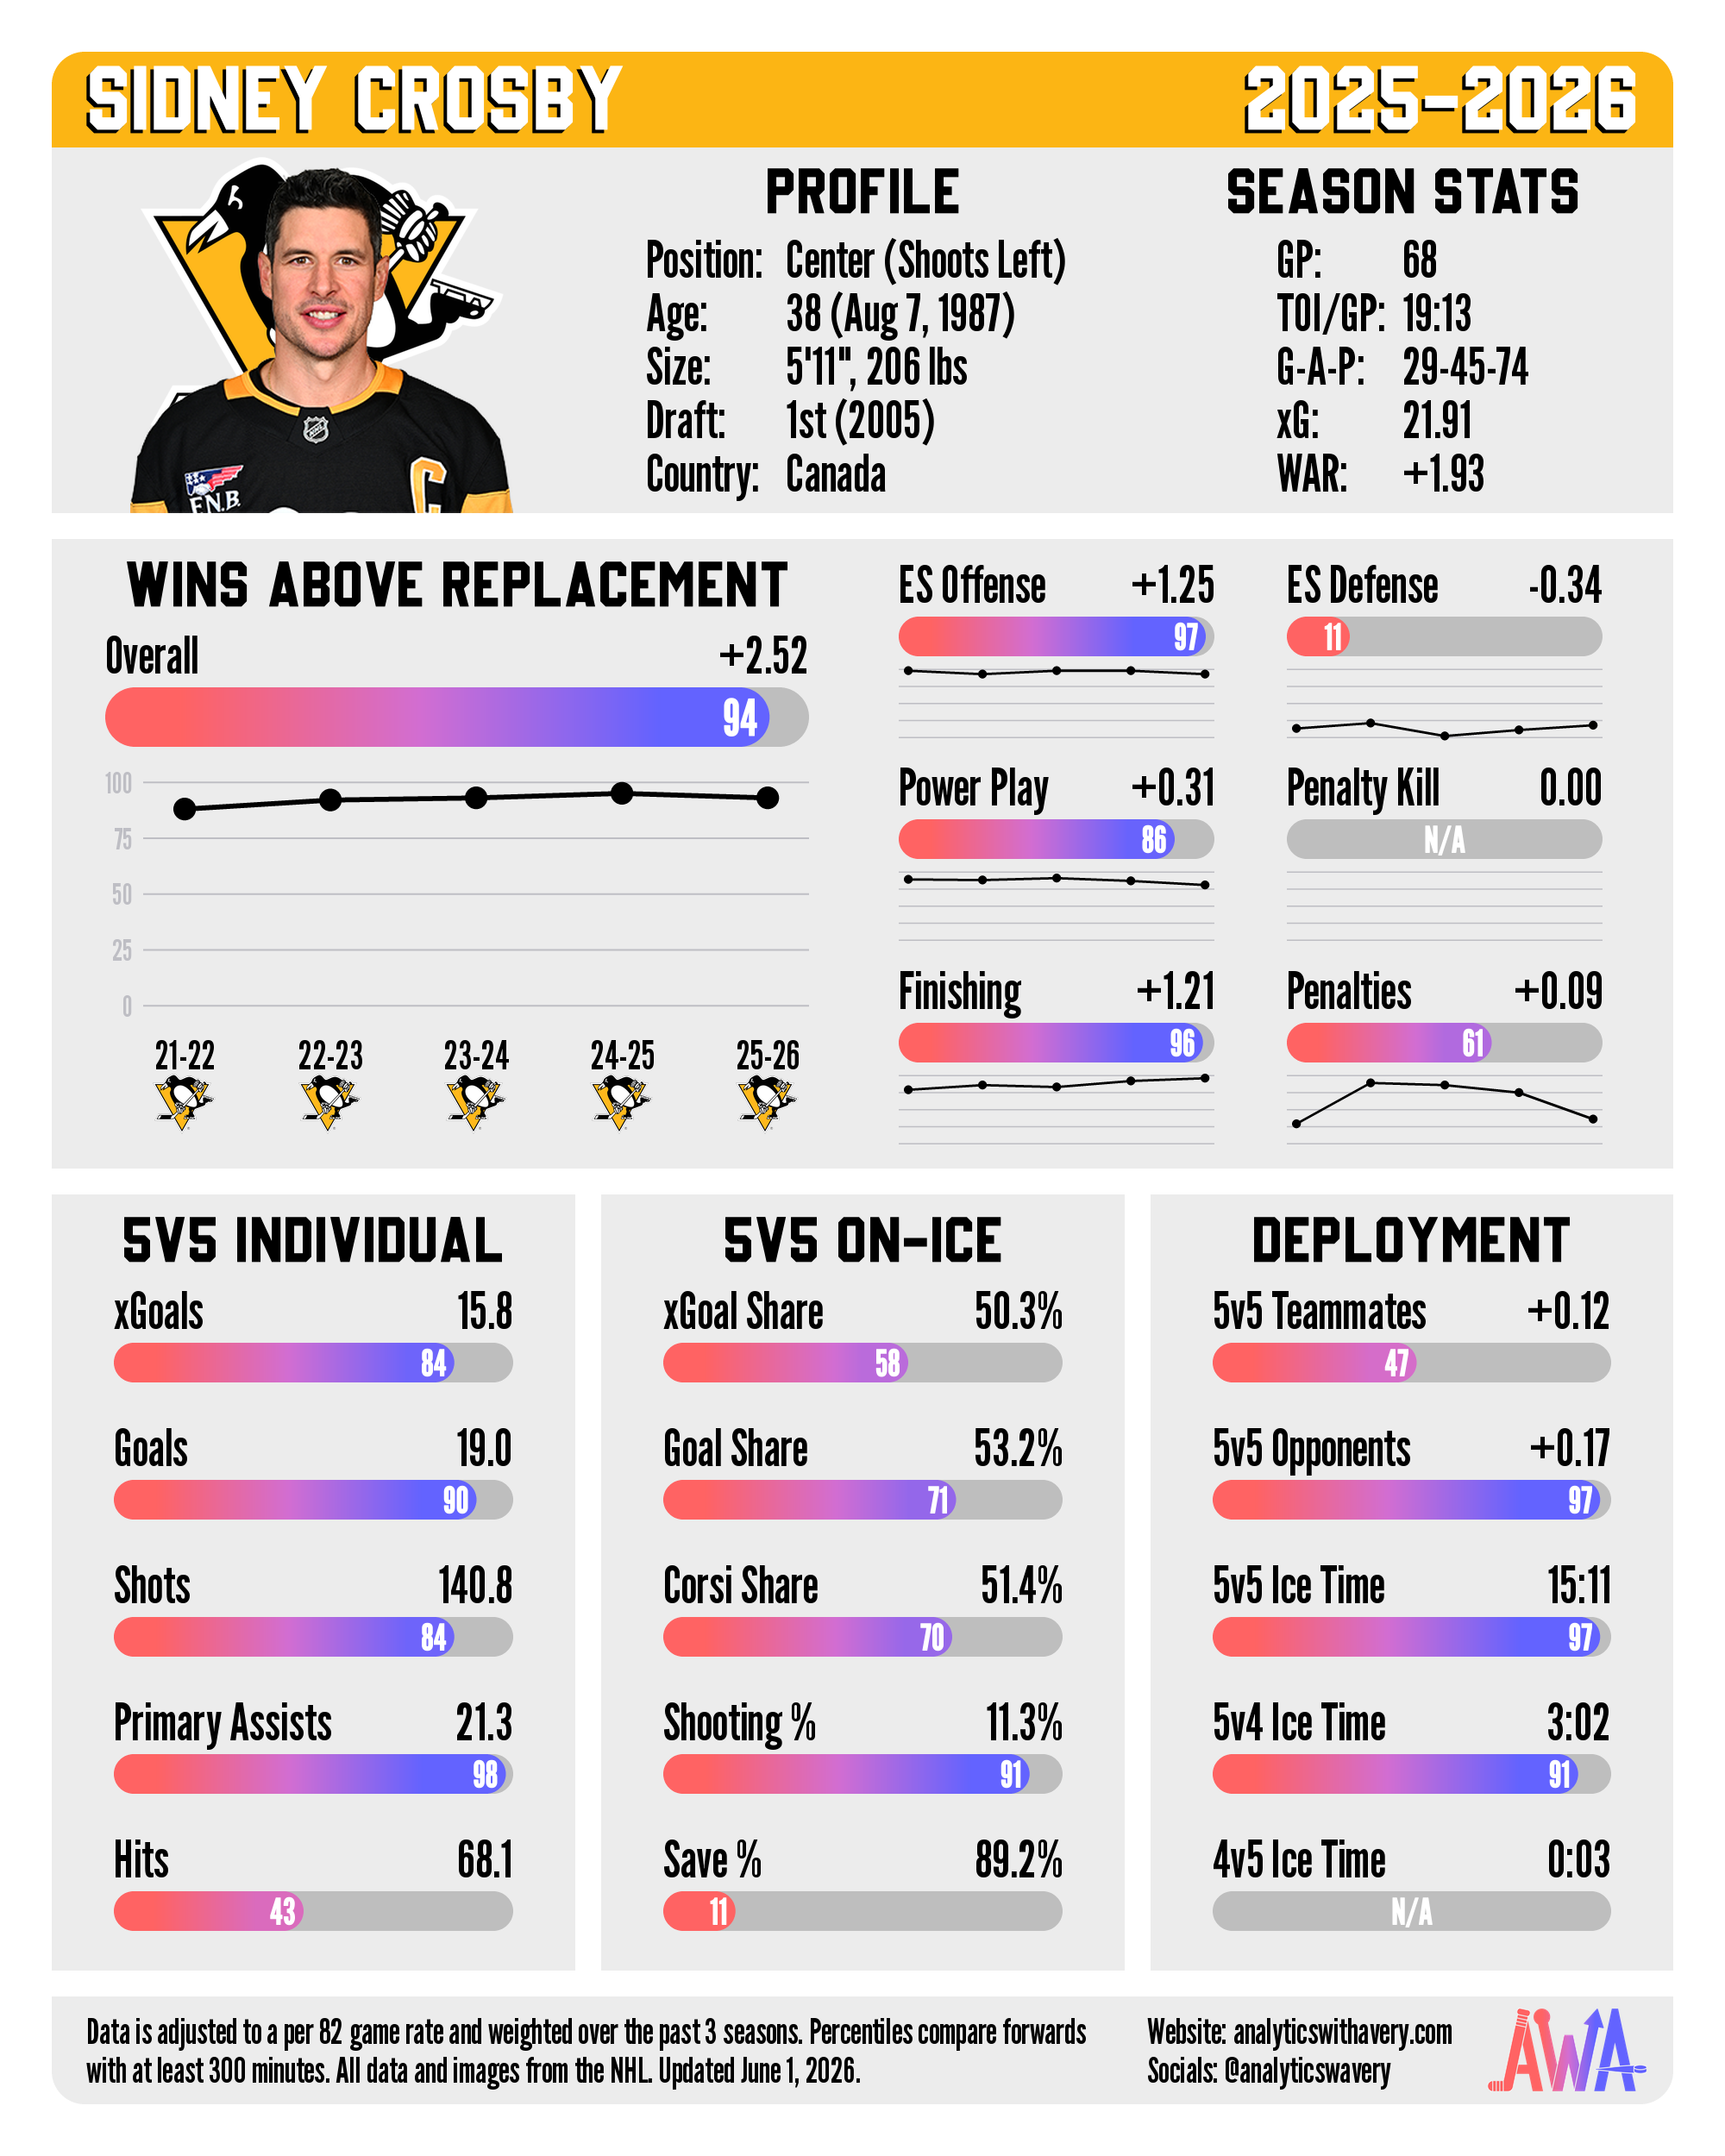 SIDNEY CROSBY
2025-2026
PROFILE
Position: Center (Shoots Left)
Age: 38 (Aug 7, 1987)
Size: 5'11", 206 lbs
Draft: 1st (2005)
Country: Canada
SEASON STATS
GP: 68
TOI/GP: 19:13
G-A-P: 29-45-74
xG: 21.91
WAR: +1.93
F.N.B.
C
NHL
WINS ABOVE REPLACEMENT
Overall +2.52
94
100
75
50
25
0
21-22 22-23 23-24 24-25 25-26
ES Offense +1.25
97
ES Defense -0.34
11
Power Play +0.31
86
Penalty Kill 0.00
N/A
Finishing +1.21
96
Penalties +0.09
61
5V5 INDIVIDUAL
xGoals 15.8
84
Goals 19.0
90
Shots 140.8
84
Primary Assists 21.3
98
Hits 68.1
43
5V5 ON-ICE
xGoal Share 50.3%
58
Goal Share 53.2%
71
Corsi Share 51.4%
70
Shooting % 11.3%
91
Save % 89.2%
11
DEPLOYMENT
5v5 Teammates +0.12
47
5v5 Opponents +0.17
97
5v5 Ice Time 15:11
97
5v4 Ice Time 3:02
91
4v5 Ice Time 0:03
N/A
Data is adjusted to a per 82 game rate and weighted over the past 3 seasons. Percentiles compare forwards
with at least 300 minutes. All data and images from the NHL. Updated June 1, 2026.
Website: analyticswithavery.com
Socials: @analyticswavery
AWA